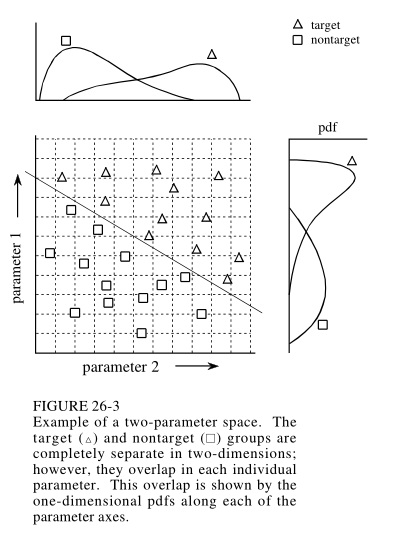 △ target
□ nontarget
pdf
parameter 1
parameter 2
FIGURE 26-3
Example of a two-parameter space. The
target (△) and nontarget (□) groups are
completely separate in two-dimensions;
however, they overlap in each individual
parameter. This overlap is shown by the
one-dimensional pdfs along each of the
parameter axes.